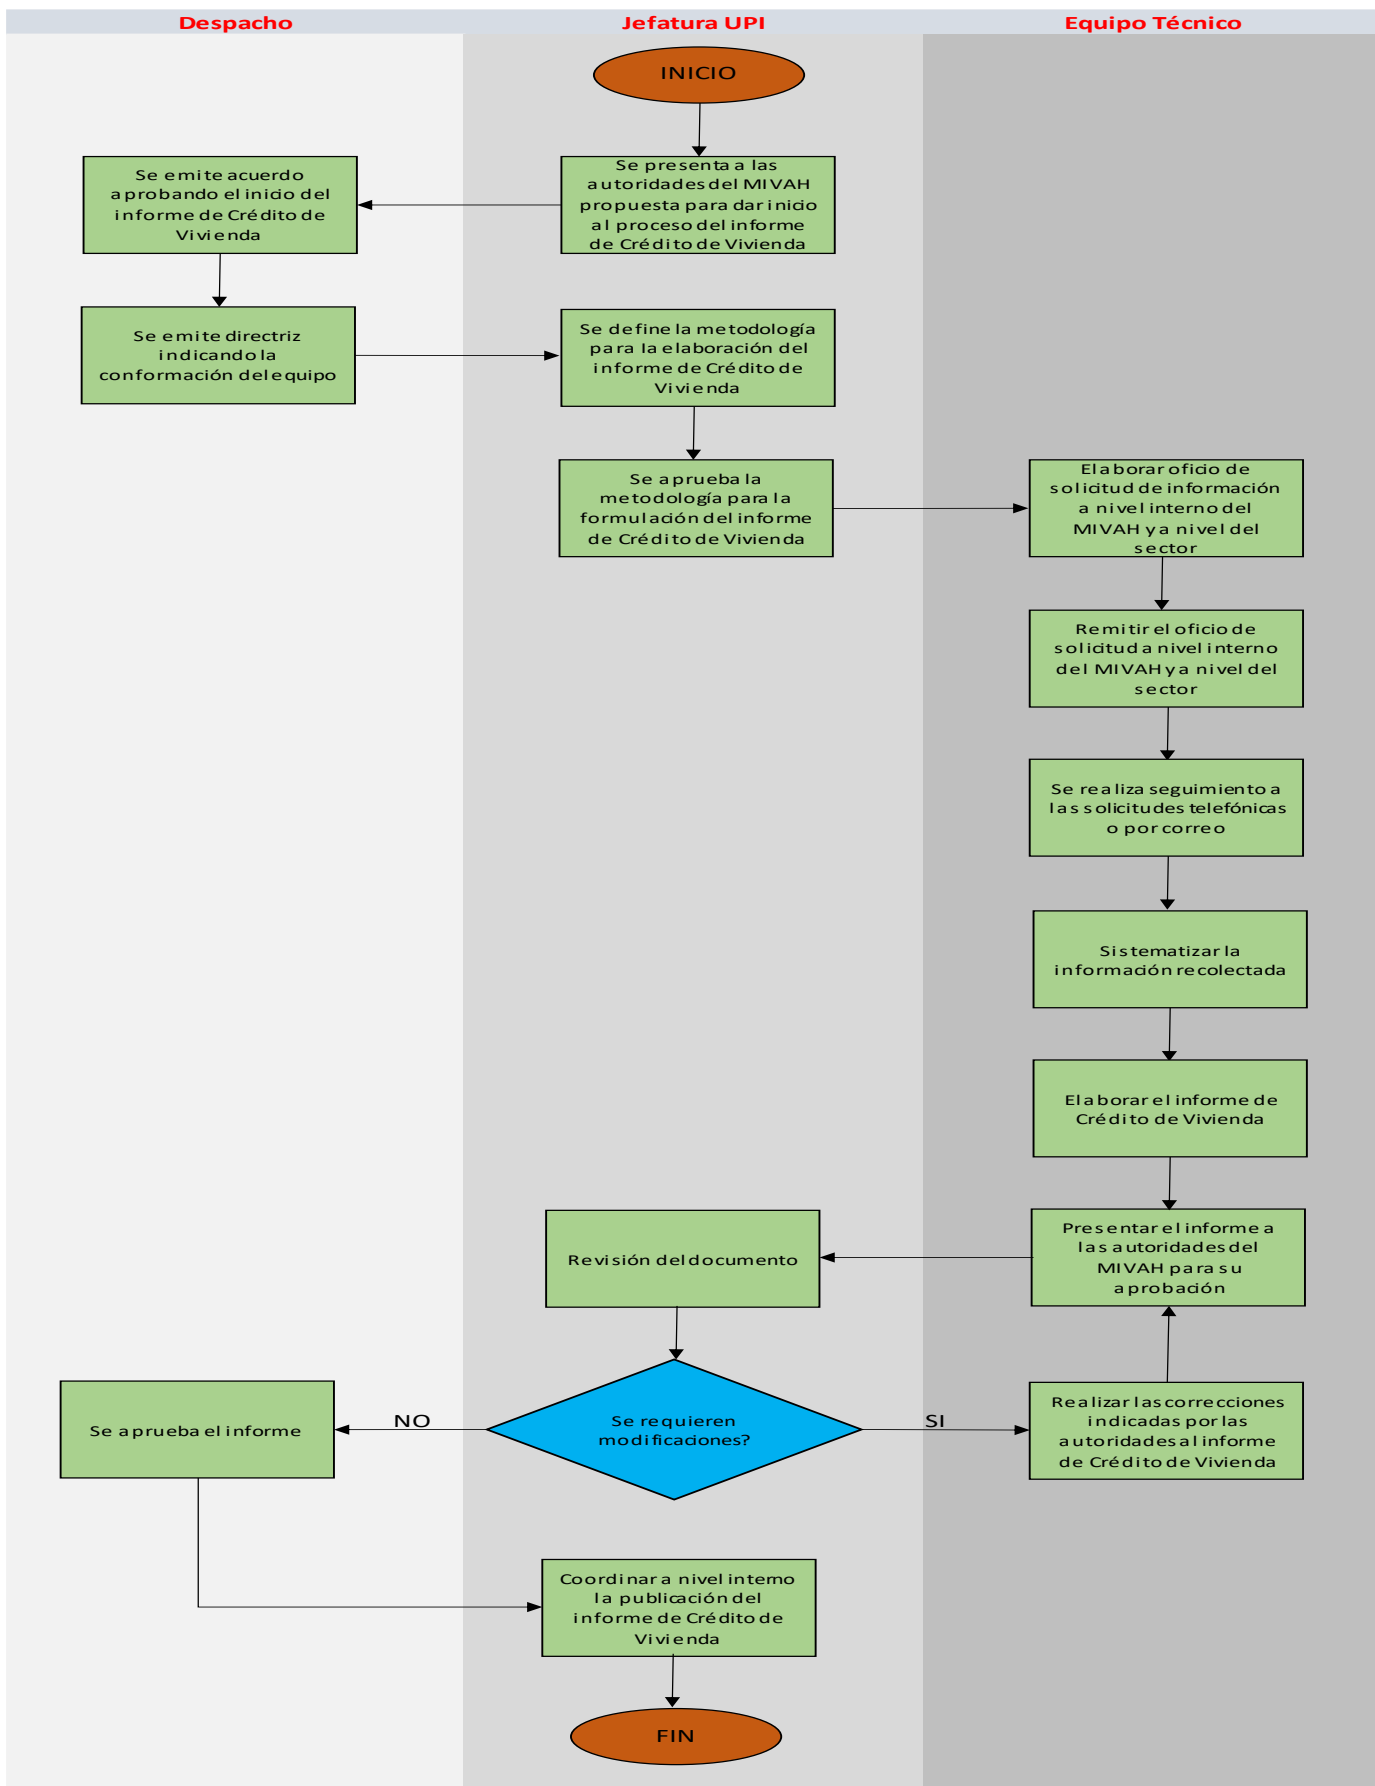 Despacho
Jefatura UPI
Equipo Técnico
INICIO
Se presenta a las
autoridades del MIVAH
propuesta para dar inicio
al proceso del informe
de Crédito de Vivienda
Se emite acuerdo
aprobando el inicio del
informe de Crédito de
Vivienda
Se emite directriz
indicando la
conformación del equipo
Se define la metodología
para la elaboración del
informe de Crédito de
Vivienda
Se aprueba la
metodología para la
formulación del informe
de Crédito de Vivienda
Elaborar oficio de
solicitud de información
a nivel interno del
MIVAH y a nivel del
sector
Remitir el oficio de
solicitud a nivel interno
del MIVAH y a nivel del
sector
Se realiza seguimiento a
las solicitudes telefónicas
o por correo
Sistematizar la
información recolectada
Elaborar el informe de
Crédito de Vivienda
Presentar el informe a
las autoridades del
MIVAH para su
aprobación
Revisión del documento
Se requieren
modificaciones?
NO
SI
Se aprueba el informe
Realizar las correcciones
indicadas por las
autoridades al informe
de Crédito de Vivienda
Coordinar a nivel interno
la publicación del
informe de Crédito de
Vivienda
FIN